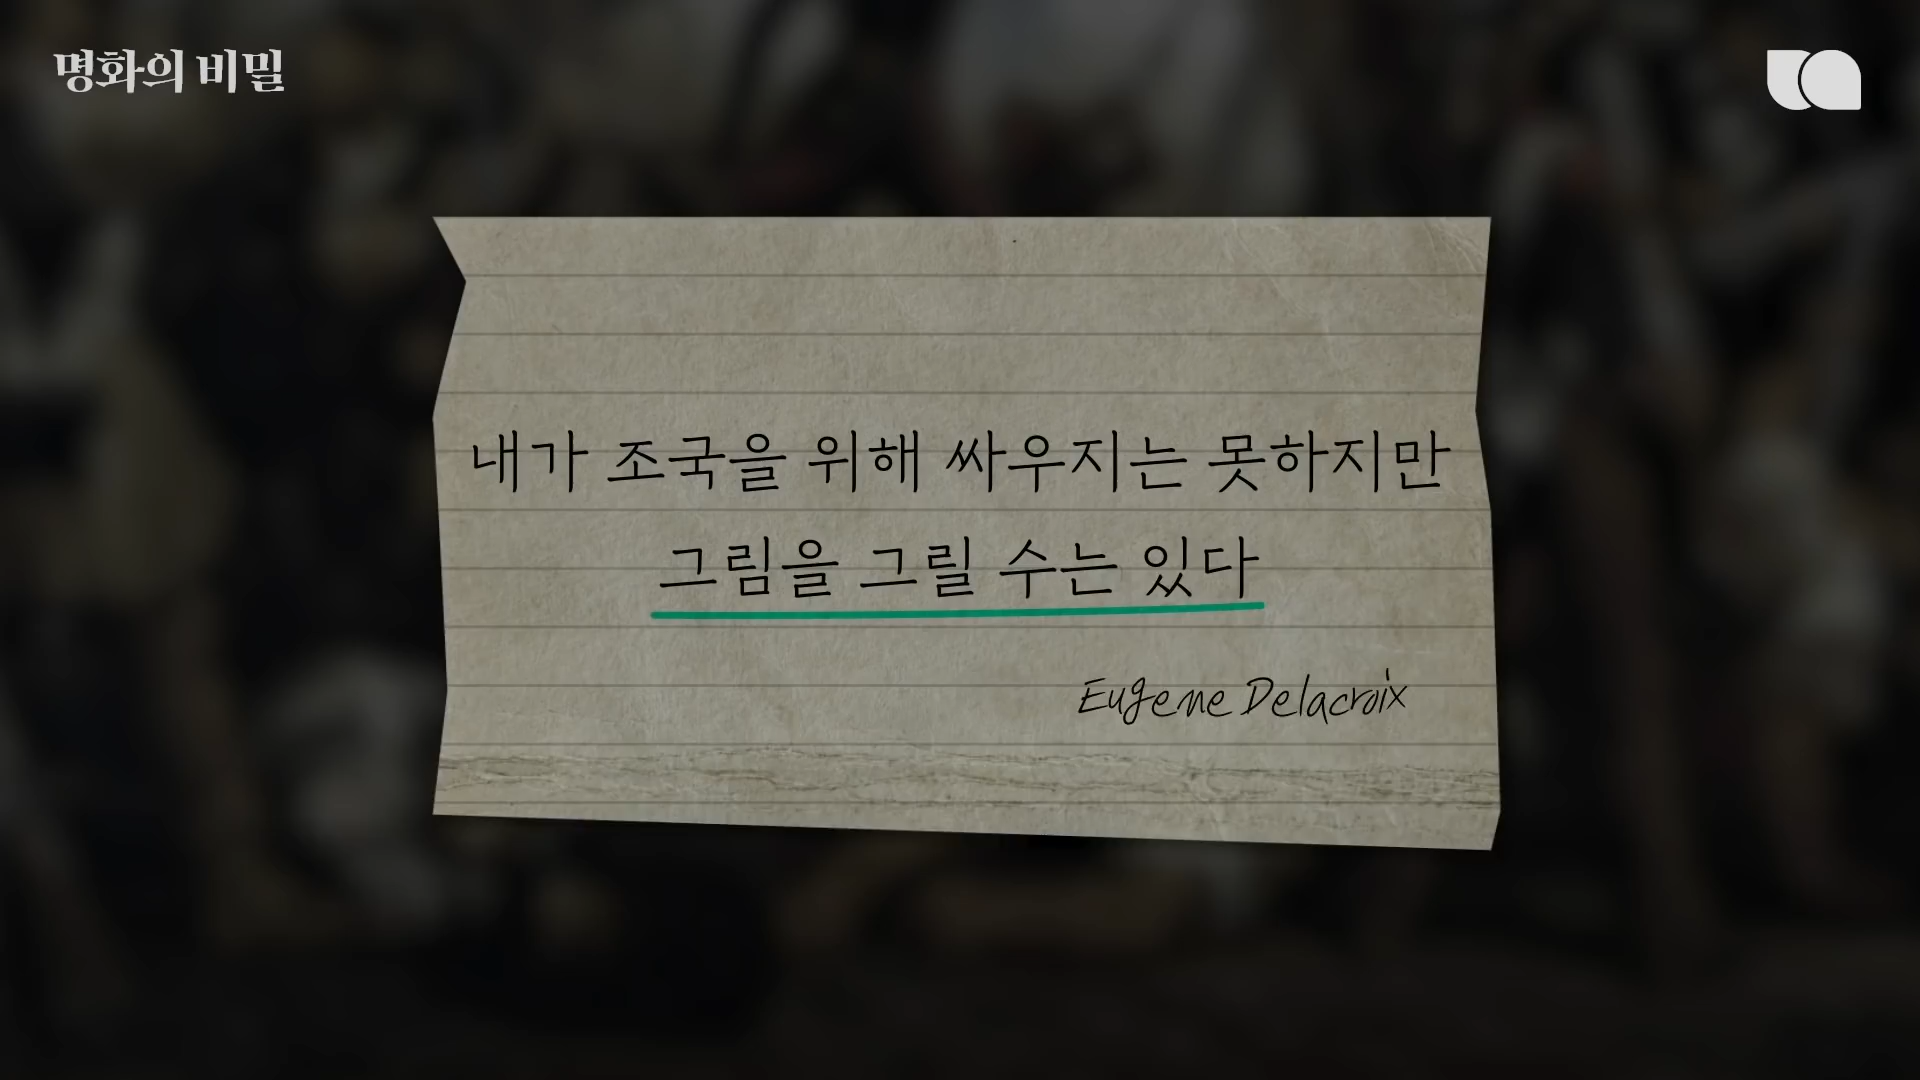 명화의 비밀
내가 조국을 위해 싸우지는 못하지만
그림을 그릴 수는 있다
Eugene Delacroix